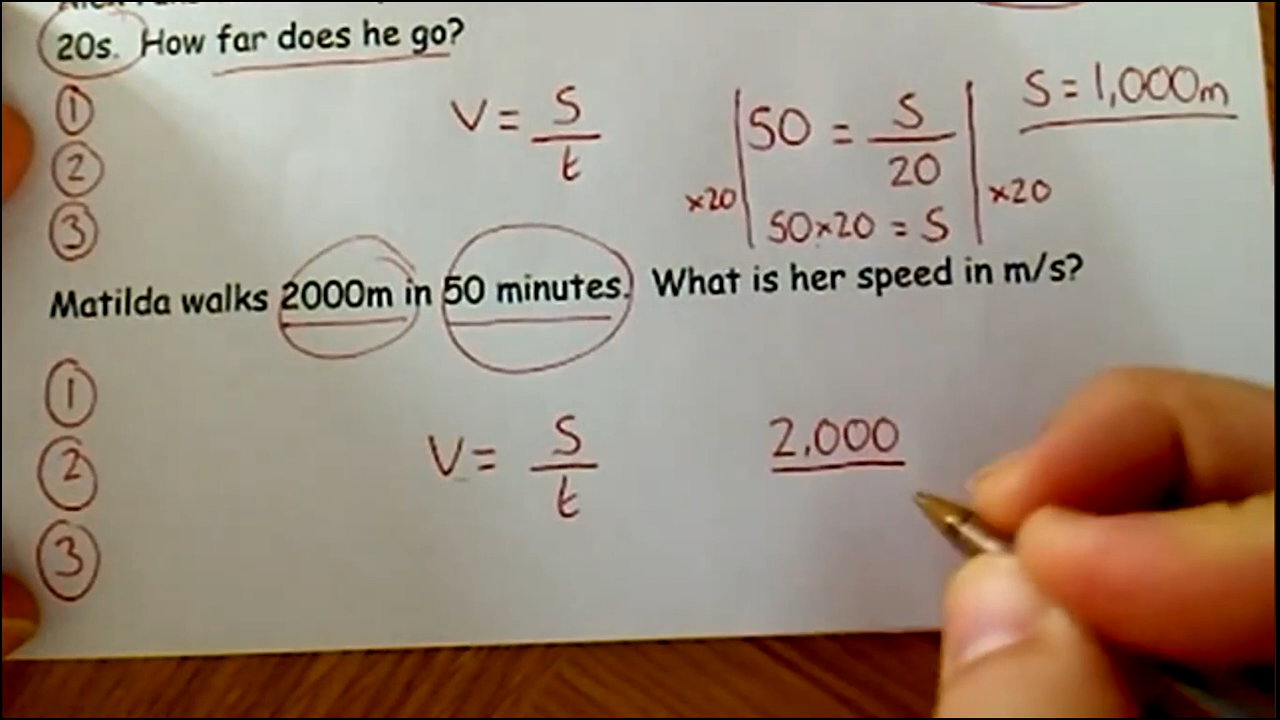 20s. How far does he go?
1
2
3
V = S / t
50 = S / 20
×20
×20
50×20 = S
S = 1,000m
Matilda walks 2000m in 50 minutes. What is her speed in m/s?
1
2
3
V = S / t
2,000